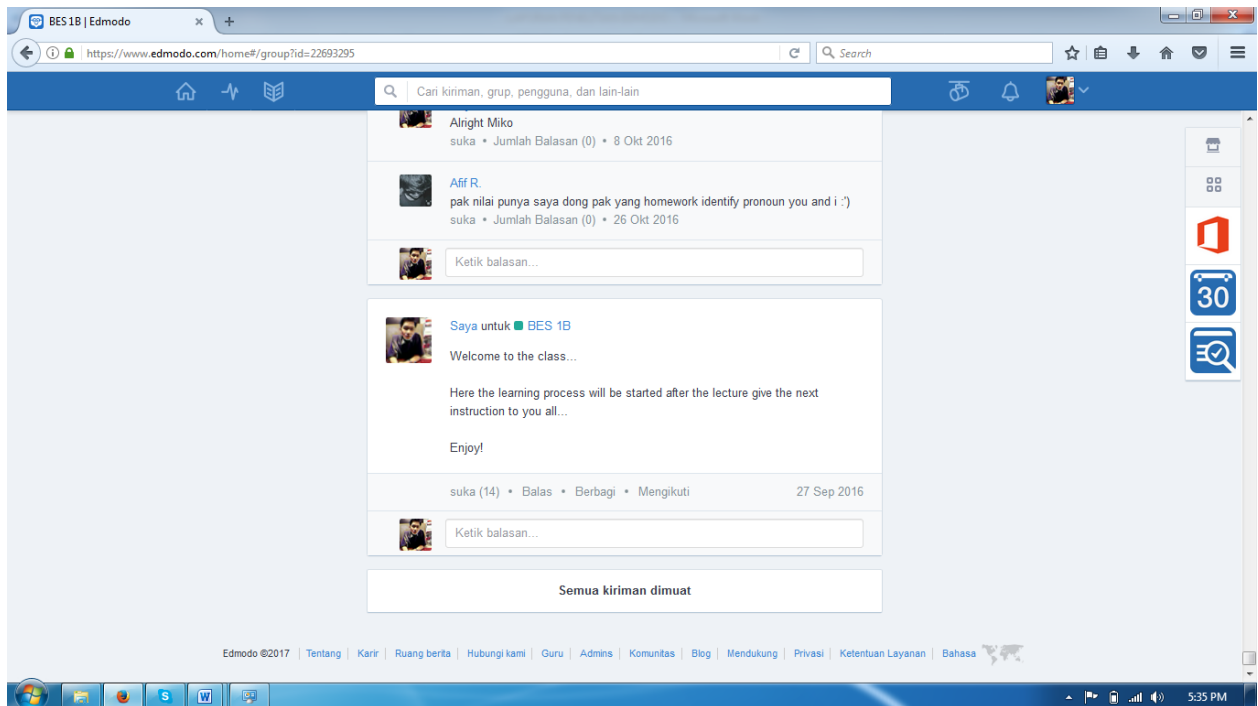 BES 1B | Edmodo
https://www.edmodo.com/home#/group?id=22693295
Search
Cari kiriman, grup, pengguna, dan lain-lain
Alright Miko
suka • Jumlah Balasan (0) • 8 Okt 2016
Afif R.
pak nilai punya saya dong pak yang homework identify pronoun you and i :')
suka • Jumlah Balasan (0) • 26 Okt 2016
Ketik balasan...
30
Saya untuk BES 1B
Welcome to the class...
Here the learning process will be started after the lecture give the next
instruction to you all...
Enjoy!
suka (14) • Balas • Berbagi • Mengikuti 27 Sep 2016
Ketik balasan...
Semua kiriman dimuat
Edmodo ©2017 | Tentang | Karir | Ruang berita | Hubungi kami | Guru | Admins | Komunitas | Blog | Mendukung | Privasi | Ketentuan Layanan | Bahasa
S W 5:35 PM